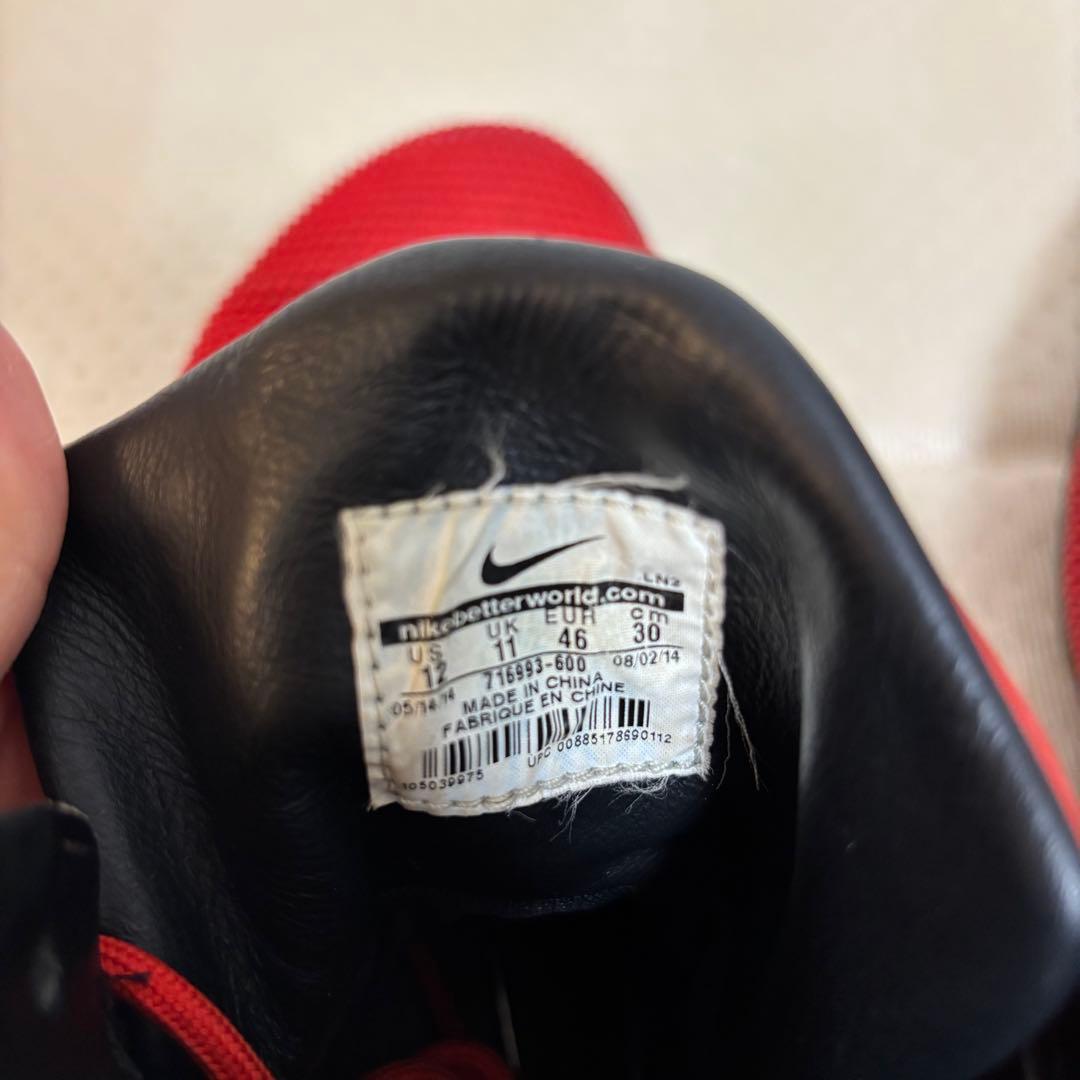 LN2
nikebetterworld.com
US UK EUR cm
12 11 46 30
716993-600
05/14/14 08/02/14
MADE IN CHINA
FABRIQUE EN CHINE
UPC 00885178690112
105039975